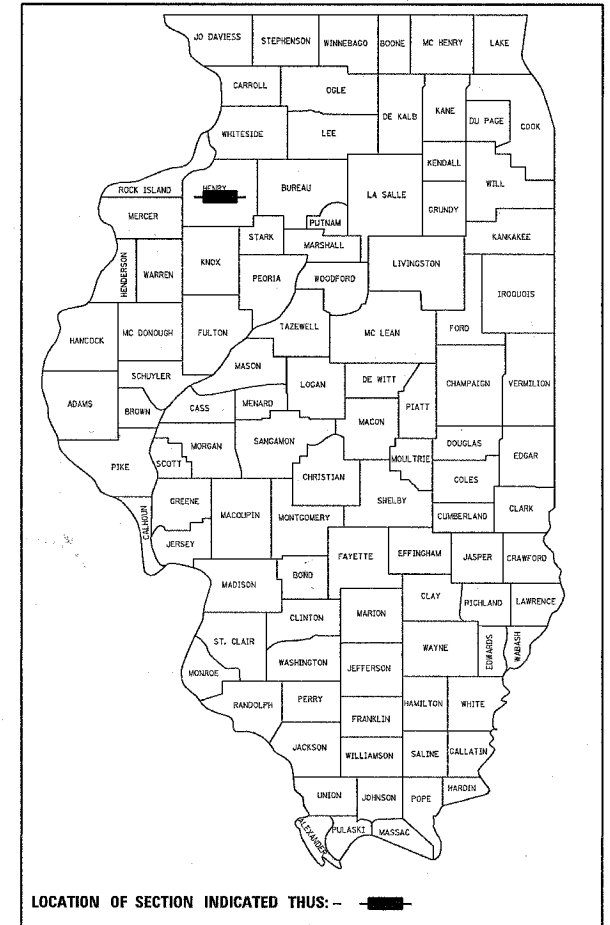 JO DAVIESS STEPHENSON WINNEBAGO BOONE MC HENRY LAKE
CARROLL OGLE
DE KALB KANE DU PAGE COOK
WHITESIDE LEE
KENDALL
ROCK ISLAND HENRY BUREAU LA SALLE GRUNDY WILL
MERCER PUTNAM
KANKAKEE
HENDERSON WARREN KNOX STARK MARSHALL
PEORIA WOODFORD LIVINGSTON IROQUOIS
HANCOCK MC DONOUGH FULTON TAZEWELL MC LEAN FORD
SCHUYLER MASON
ADAMS BROWN CASS MENARD LOGAN DE WITT PIATT CHAMPAIGN VERMILION
MACON
PIKE SCOTT MORGAN SANGAMON MOULTRIE DOUGLAS EDGAR
CHRISTIAN COLES
CALHOUN GREENE SHELBY
MACOUPIN MONTGOMERY CUMBERLAND CLARK
JERSEY
FAYETTE EFFINGHAM JASPER CRAWFORD
MADISON BOND
CLAY RICHLAND LAWRENCE
CLINTON MARION
ST. CLAIR WAYNE EDWARDS WABASH
WASHINGTON JEFFERSON
MONROE
RANDOLPH PERRY HAMILTON WHITE
FRANKLIN
JACKSON WILLIAMSON SALINE GALLATIN
UNION JOHNSON POPE HARDIN
ALEXANDER PULASKI MASSAC
LOCATION OF SECTION INDICATED THUS: -